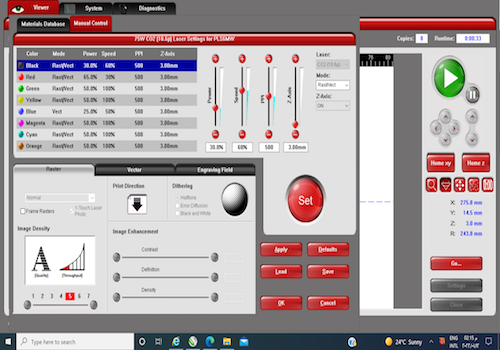 Viewer
System
Diagnostics
Materials Database
Manual Control
75W CO2 (10.6µ) Laser Settings for PLS6MW
Copies: 0
Runtime: 0:00:33
Color Mode Power Speed PPI Z-Axis
Black Rast/Vect 30.0% 60% 500 3.00mm
Red Rast/Vect 65.0% 30% 500 3.00mm
Green Rast/Vect 50.0% 100% 500 3.00mm
Yellow Rast/Vect 50.0% 100% 500 3.00mm
Blue Vect 25.0% 8.0% 500 3.00mm
Magenta Rast/Vect 50.0% 100% 500 3.00mm
Cyan Rast/Vect 50.0% 100% 500 3.00mm
Orange Rast/Vect 50.0% 100% 500 3.00mm
Power
Speed
PPI
Z-Axis
30.0%
60%
500
3.00mm
Laser:
CO2 (10.6µ)
Mode:
Rast/Vect
Z-Axis:
ON
Raster
Vector
Engraving Field
Normal
Frame Rasters
1-Touch Laser Photo
Print Direction
Dithering
Halftone
Error Diffusion
Black and White
Image Density
A
(Quality)
(Throughput)
1 2 3 4 5 6 7
Image Enhancement
Contrast
Definition
Density
Set
Apply
Defaults
Load
Save
OK
Cancel
Home xy
Home z
X: 275.0 mm
Y: 14.5 mm
Z: 3.0 mm
R: 243.0 mm
Go...
Settings
Close
Type here to search
24°C Sunny
ENG
INTL